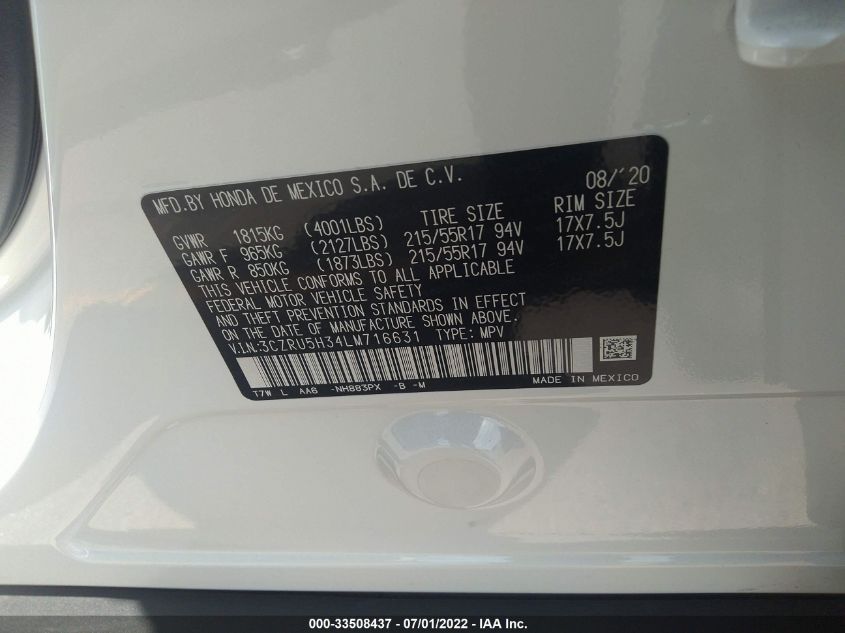 MFD.BY HONDA DE MEXICO S.A. DE C.V. 08/'20
TIRE SIZE RIM SIZE
GVWR 1815KG (4001LBS)
GAWR F 965KG (2127LBS) 215/55R17 94V 17X7.5J
GAWR R 850KG (1873LBS) 215/55R17 94V 17X7.5J
THIS VEHICLE CONFORMS TO ALL APPLICABLE
FEDERAL MOTOR VEHICLE SAFETY
AND THEFT PREVENTION STANDARDS IN EFFECT
ON THE DATE OF MANUFACTURE SHOWN ABOVE.
V.I.N:3CZRU5H34LM716631 TYPE: MPV
T7W L AA6 -NH883PX -B -M MADE IN MEXICO
000-33508437 - 07/01/2022 - IAA Inc.